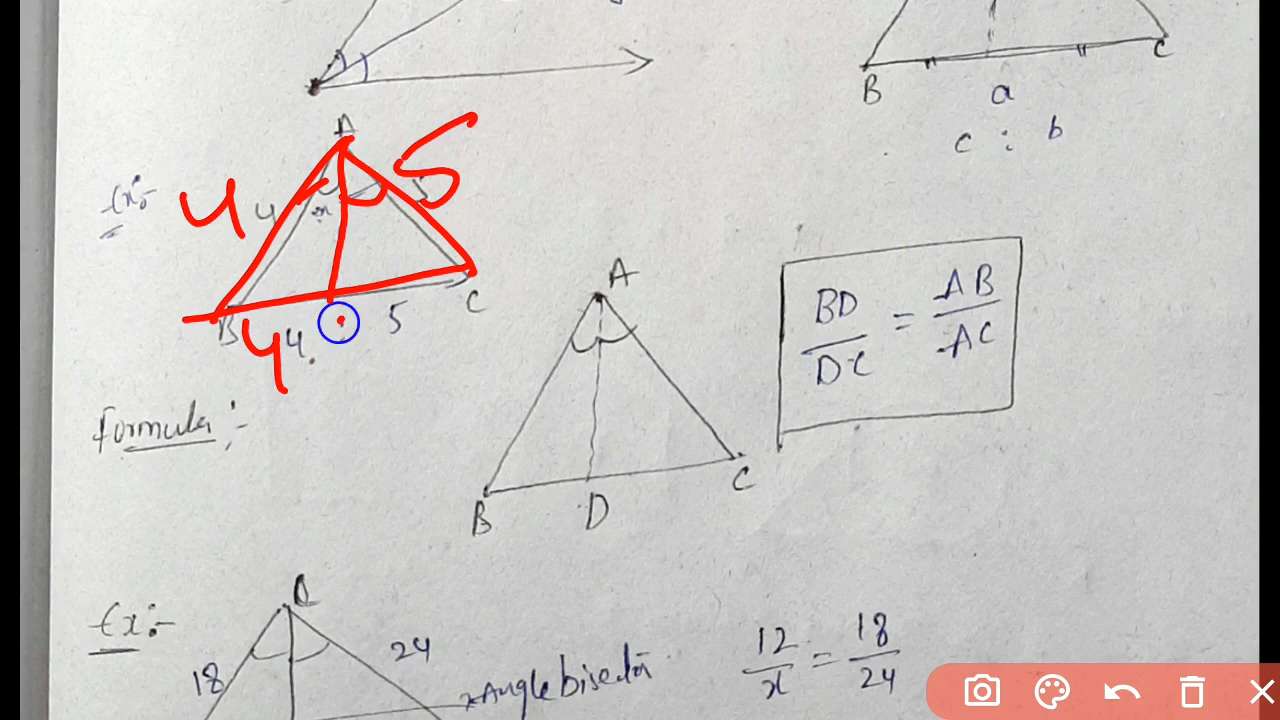 B
a
C
c : b
Ex:-
A
4
5
4
5
B
4
4.
5
C
Formula :-
A
B
D
C
BD/DC = AB/AC
Ex:-
18
24
Angle bisector
12/x = 18/24